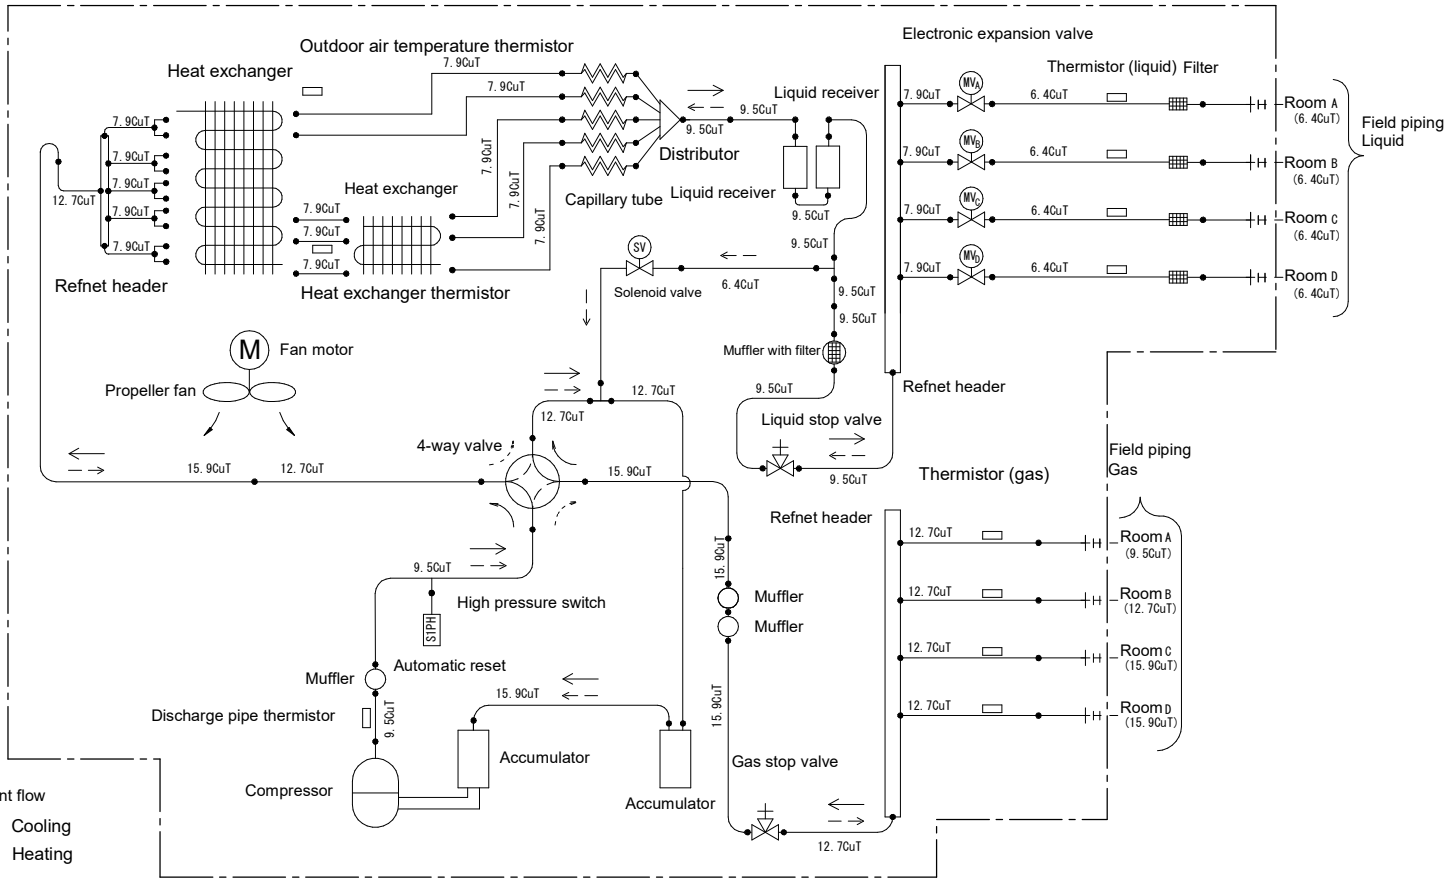 Outdoor air temperature thermistor
7.9CuT
Heat exchanger
7.9CuT
7.9CuT
7.9CuT
7.9CuT
7.9CuT
7.9CuT
12.7CuT
Refnet header
Heat exchanger
7.9CuT
7.9CuT
7.9CuT
Heat exchanger thermistor
7.9CuT
7.9CuT
7.9CuT
Capillary tube
Distributor
9.5CuT
9.5CuT
Liquid receiver
Liquid receiver
9.5CuT
9.5CuT
SV
Solenoid valve
6.4CuT
9.5CuT
9.5CuT
Muffler with filter
9.5CuT
Liquid stop valve
9.5CuT
Refnet header
Electronic expansion valve
Thermistor (liquid) Filter
7.9CuT
MVA
6.4CuT
Room A
(6.4CuT)
7.9CuT
MVB
6.4CuT
Room B
(6.4CuT)
7.9CuT
MVC
6.4CuT
Room C
(6.4CuT)
7.9CuT
MVD
6.4CuT
Room D
(6.4CuT)
Field piping
Liquid
M
Fan motor
Propeller fan
12.7CuT
12.7CuT
4-way valve
15.9CuT
12.7CuT
15.9CuT
9.5CuT
High pressure switch
S1PH
Automatic reset
Muffler
Discharge pipe thermistor
9.5CuT
Compressor
15.9CuT
Accumulator
Accumulator
15.9CuT
Muffler
Muffler
15.9CuT
Gas stop valve
12.7CuT
Refnet header
Thermistor (gas)
Field piping
Gas
12.7CuT
Room A
(9.5CuT)
12.7CuT
Room B
(12.7CuT)
12.7CuT
Room C
(15.9CuT)
12.7CuT
Room D
(15.9CuT)
nt flow
Cooling
Heating